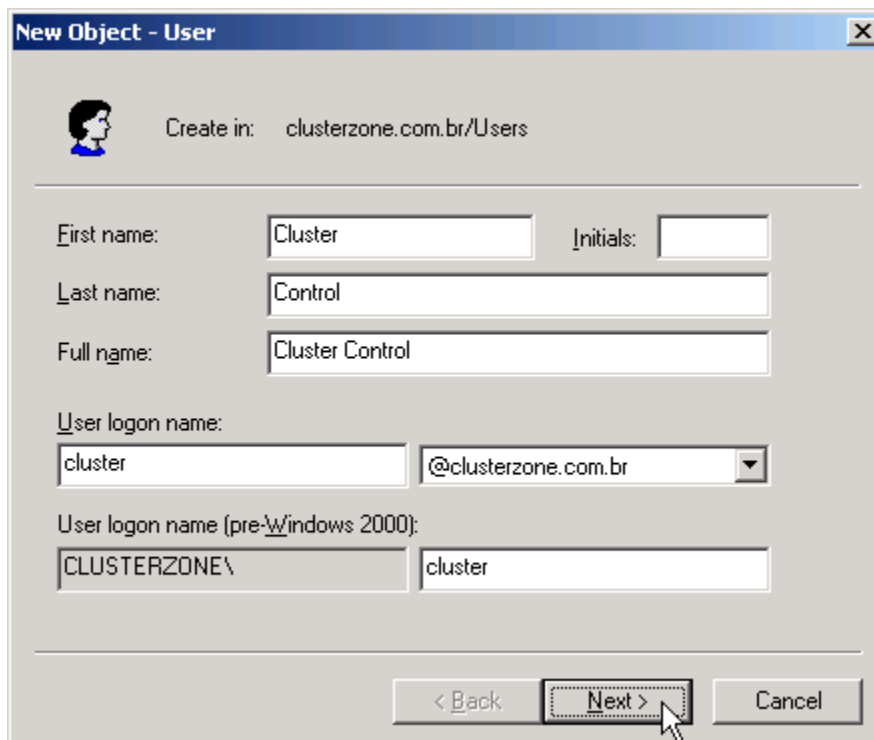 New Object - User
Create in: clusterzone.com.br/Users
First name: Cluster Initials:
Last name: Control
Full name: Cluster Control
User logon name:
cluster @clusterzone.com.br
User logon name (pre-Windows 2000):
CLUSTERZONE\ cluster
< Back Next > Cancel